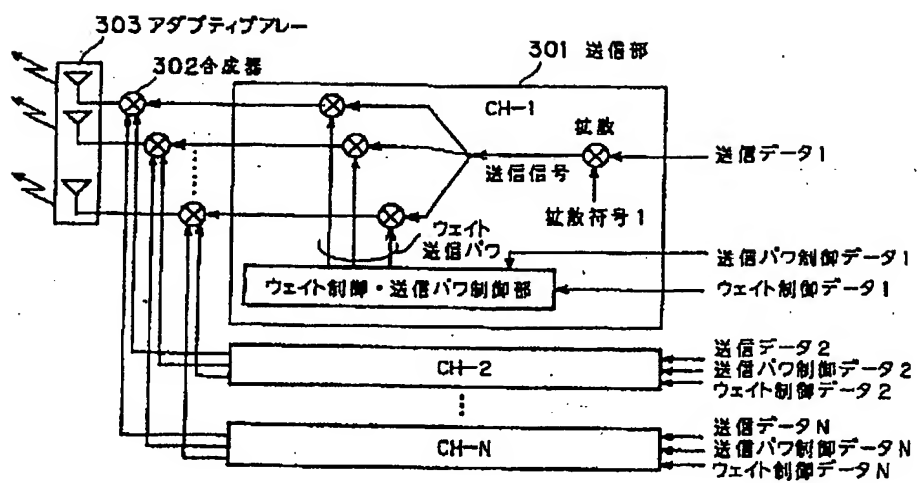 303 アダプティブアレー
302 合成器
301 送信部
CH-1
拡散
送信データ1
送信信号
拡散符号1
ウェイト
送信パワ
送信パワ制御データ1
ウェイト制御・送信パワ制御部
ウェイト制御データ1
CH-2
送信データ2
送信パワ制御データ2
ウェイト制御データ2
CH-N
送信データN
送信パワ制御データN
ウェイト制御データN